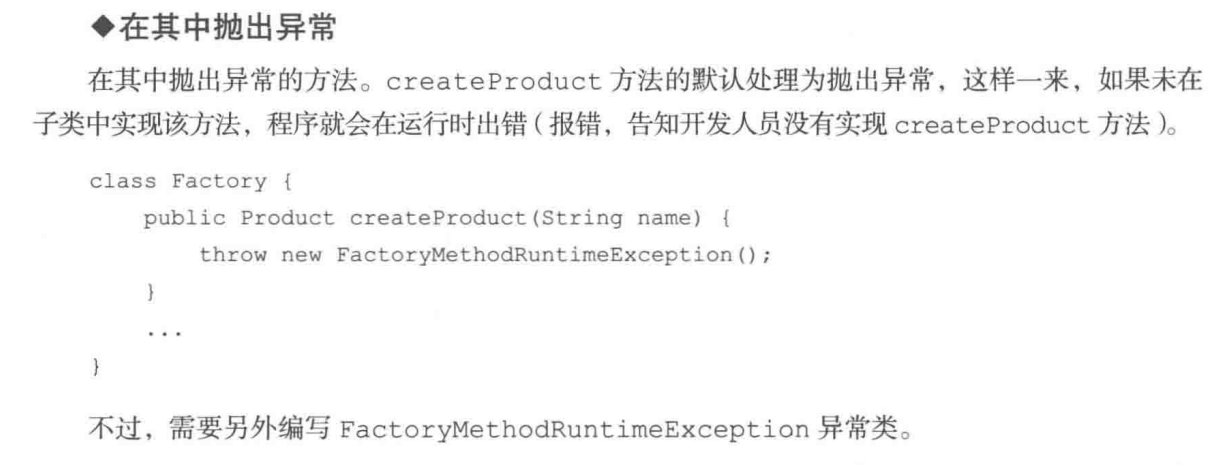 ◆在其中抛出异常
在其中抛出异常的方法。createProduct 方法的默认处理为抛出异常，这样一来，如果未在
子类中实现该方法，程序就会在运行时出错（报错，告知开发人员没有实现 createProduct 方法）。
class Factory {
    public Product createProduct(String name) {
        throw new FactoryMethodRuntimeException();
    }
    ...
}
不过，需要另外编写 FactoryMethodRuntimeException 异常类。